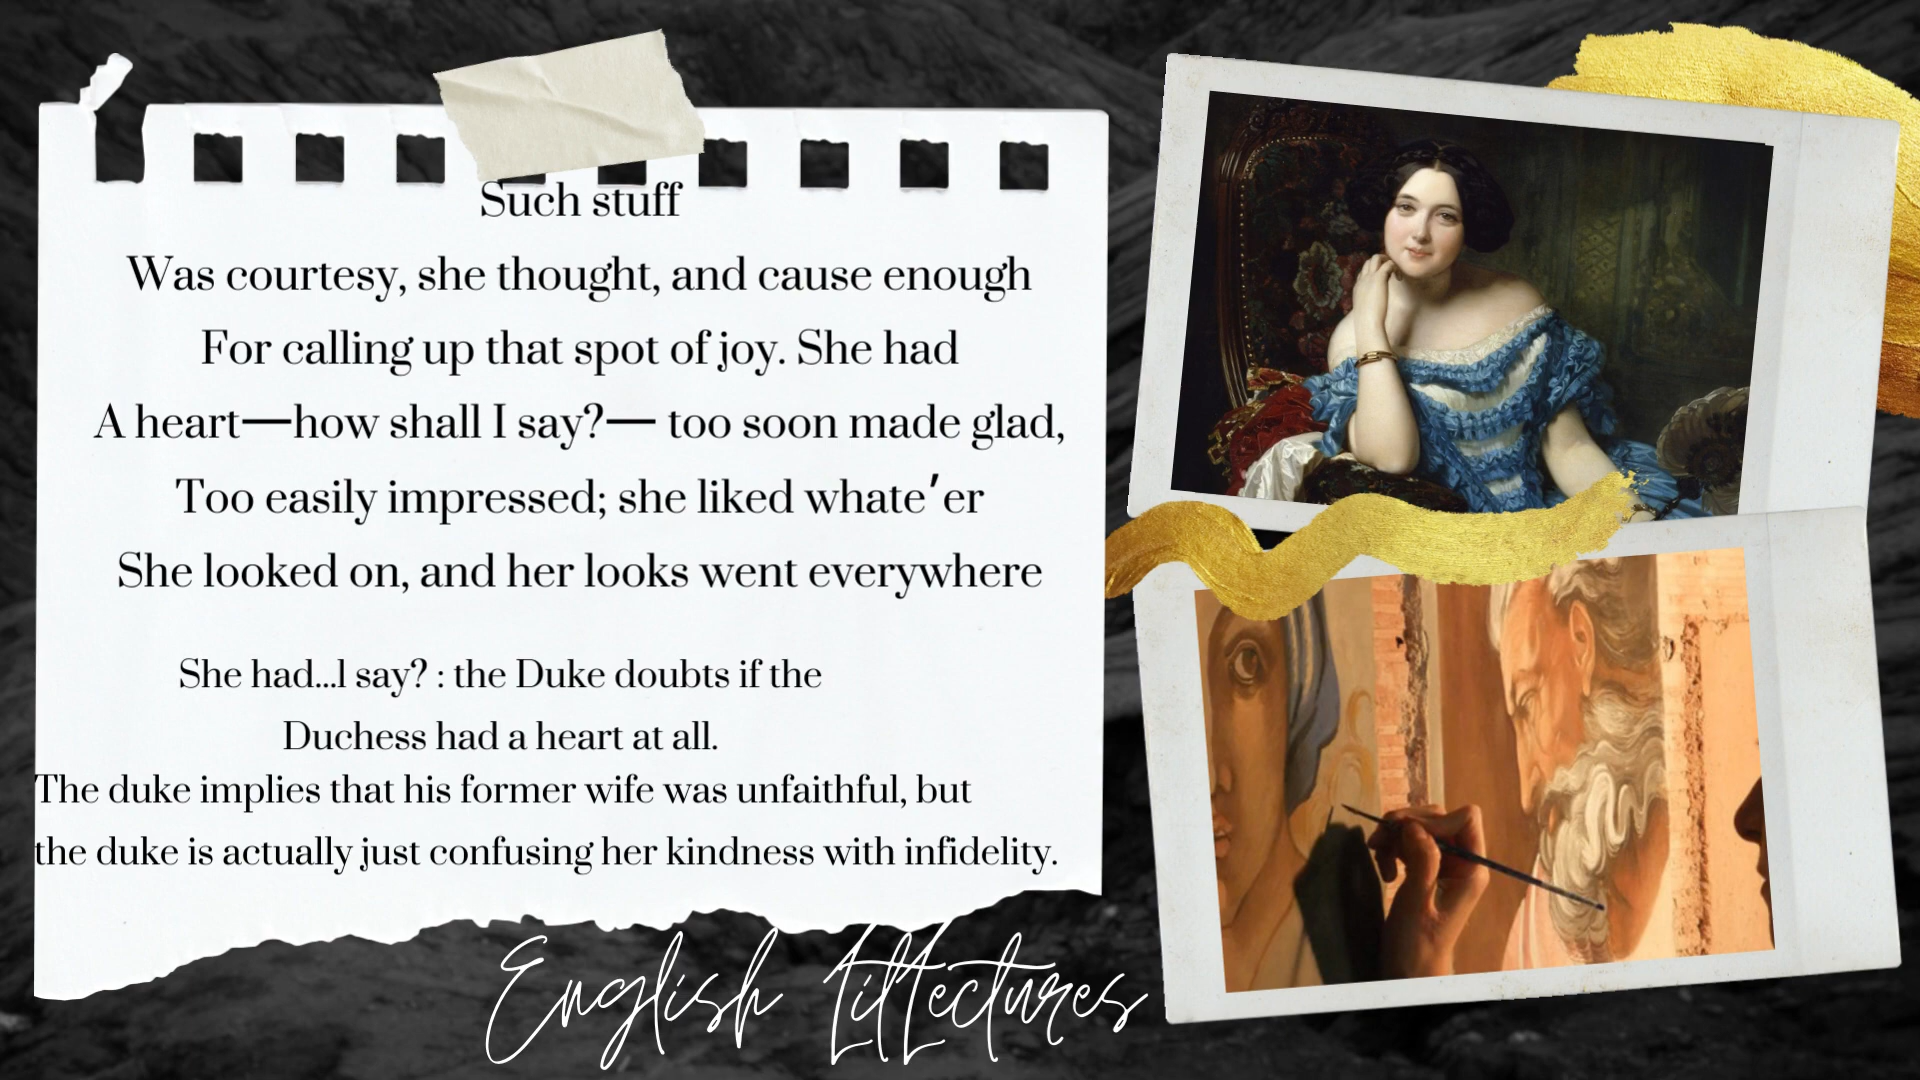 Such stuff
Was courtesy, she thought, and cause enough
For calling up that spot of joy. She had
A heart—how shall I say?— too soon made glad,
Too easily impressed; she liked whate'er
She looked on, and her looks went everywhere
She had...I say? : the Duke doubts if the
Duchess had a heart at all.
The duke implies that his former wife was unfaithful, but
the duke is actually just confusing her kindness with infidelity.
English LitLectures